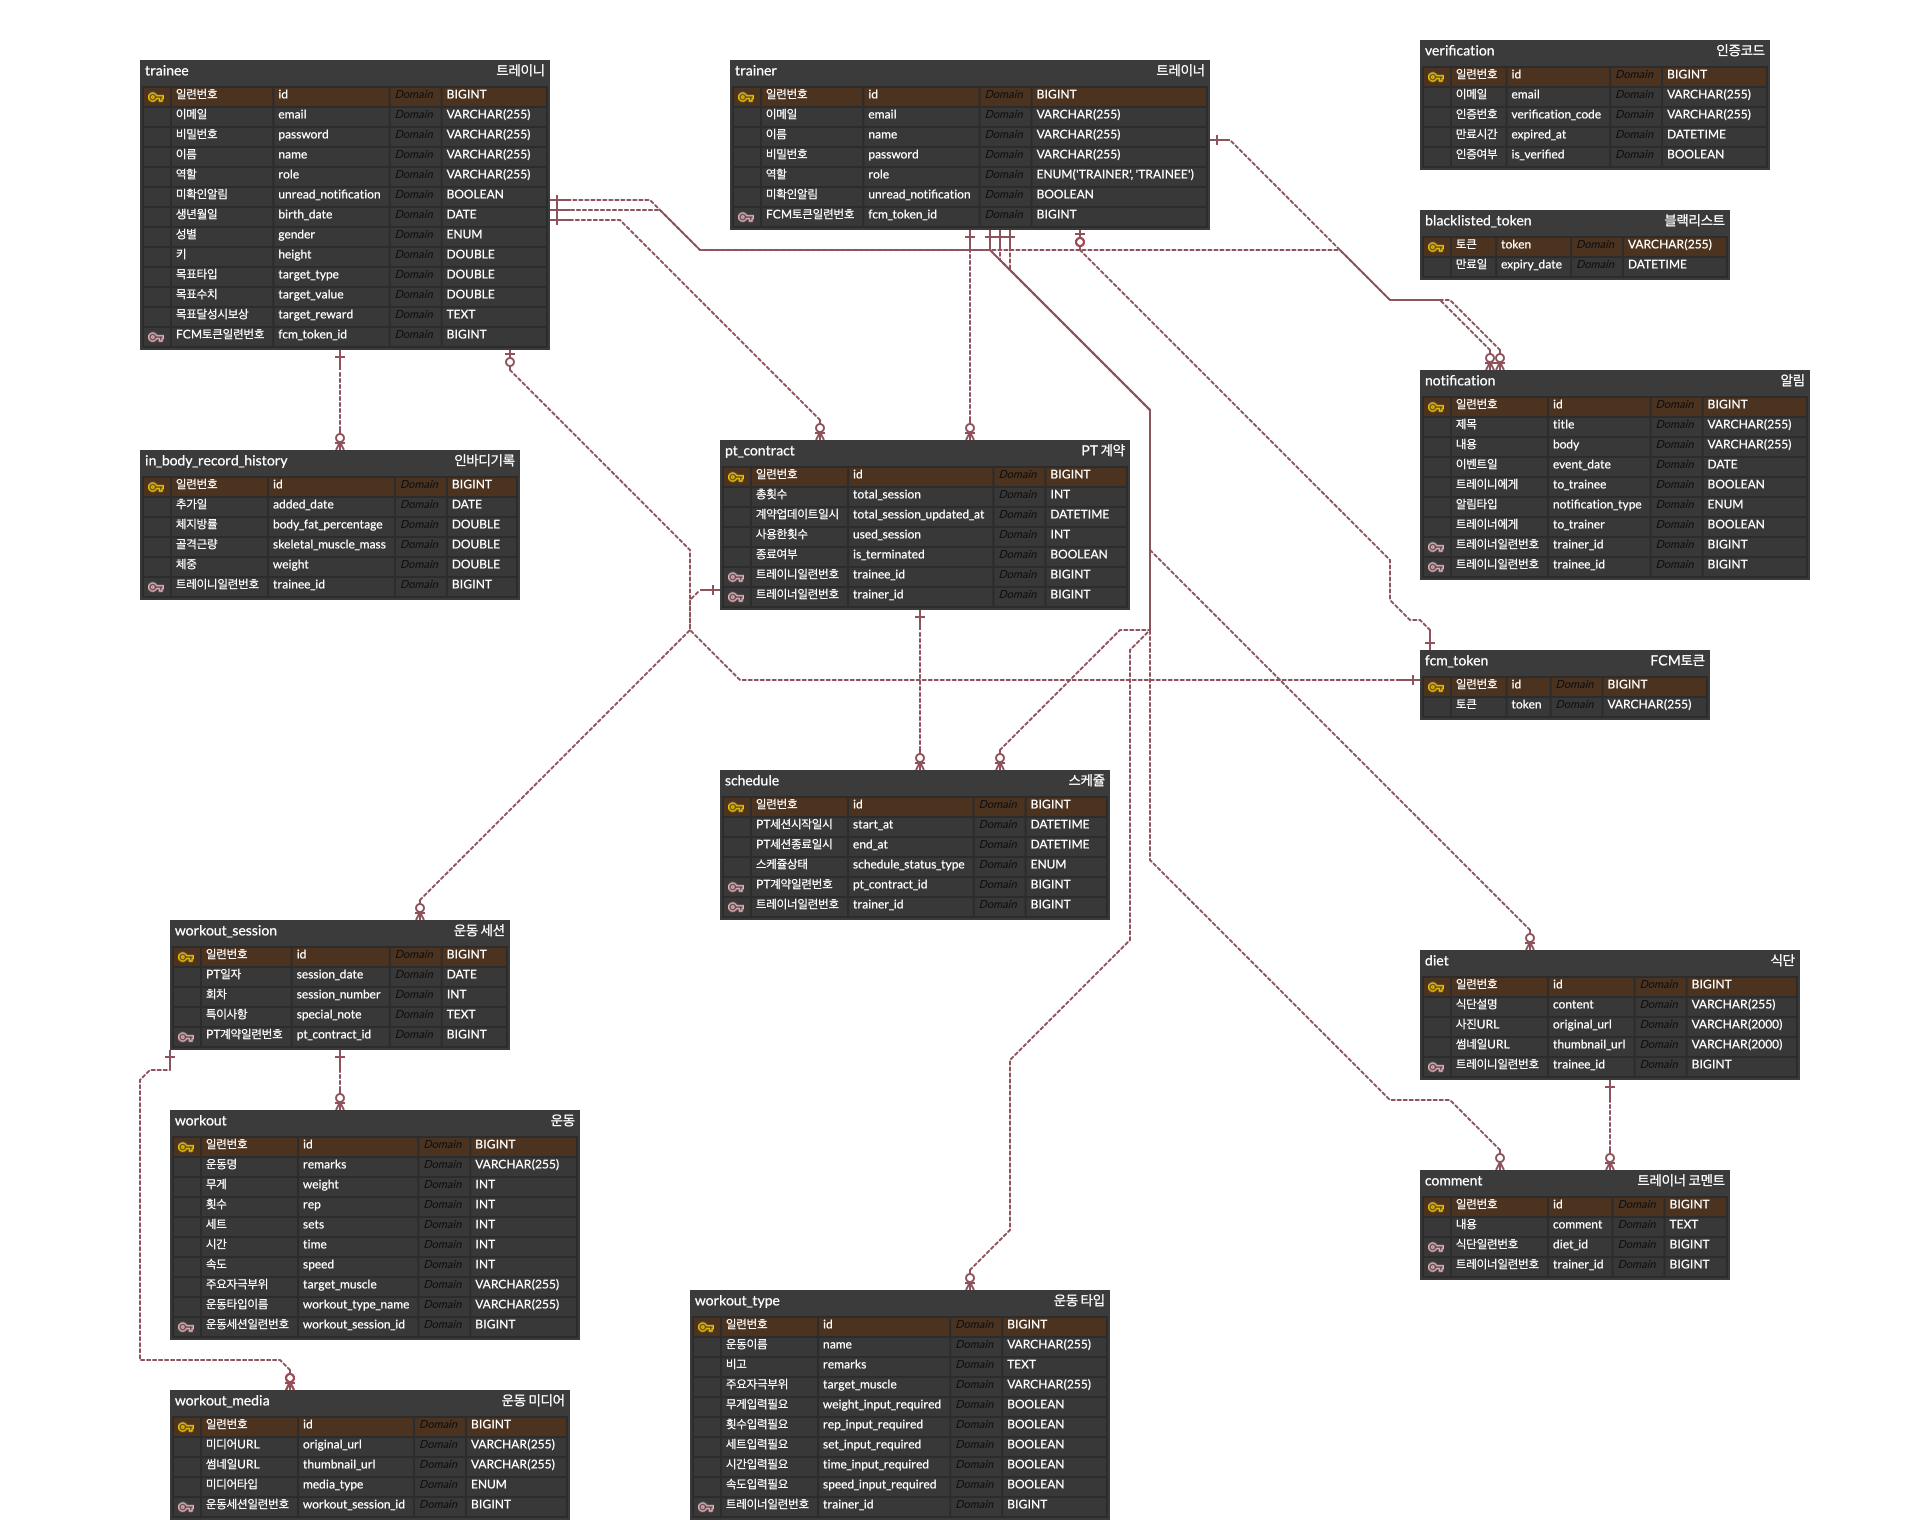 trainee 트레이니
일련번호 id Domain BIGINT
이메일 email Domain VARCHAR(255)
비밀번호 password Domain VARCHAR(255)
이름 name Domain VARCHAR(255)
역할 role Domain VARCHAR(255)
미확인알림 unread_notification Domain BOOLEAN
생년월일 birth_date Domain DATE
성별 gender Domain ENUM
키 height Domain DOUBLE
목표타입 target_type Domain DOUBLE
목표수치 target_value Domain DOUBLE
목표달성시보상 target_reward Domain TEXT
FCM토큰일련번호 fcm_token_id Domain BIGINT
trainer 트레이너
일련번호 id Domain BIGINT
이메일 email Domain VARCHAR(255)
이름 name Domain VARCHAR(255)
비밀번호 password Domain VARCHAR(255)
역할 role Domain ENUM('TRAINER', 'TRAINEE')
미확인알림 unread_notification Domain BOOLEAN
FCM토큰일련번호 fcm_token_id Domain BIGINT
verification 인증코드
일련번호 id Domain BIGINT
이메일 email Domain VARCHAR(255)
인증번호 verification_code Domain VARCHAR(255)
만료시간 expired_at Domain DATETIME
인증여부 is_verified Domain BOOLEAN
blacklisted_token 블랙리스트
토큰 token Domain VARCHAR(255)
만료일 expiry_date Domain DATETIME
notification 알림
일련번호 id Domain BIGINT
제목 title Domain VARCHAR(255)
내용 body Domain VARCHAR(255)
이벤트일 event_date Domain DATE
트레이니에게 to_trainee Domain BOOLEAN
알림타입 notification_type Domain ENUM
트레이너에게 to_trainer Domain BOOLEAN
트레이너일련번호 trainer_id Domain BIGINT
트레이니일련번호 trainee_id Domain BIGINT
in_body_record_history 인바디기록
일련번호 id Domain BIGINT
추가일 added_date Domain DATE
체지방률 body_fat_percentage Domain DOUBLE
골격근량 skeletal_muscle_mass Domain DOUBLE
체중 weight Domain DOUBLE
트레이니일련번호 trainee_id Domain BIGINT
pt_contract PT 계약
일련번호 id Domain BIGINT
총횟수 total_session Domain INT
계약업데이트일시 total_session_updated_at Domain DATETIME
사용한횟수 used_session Domain INT
종료여부 is_terminated Domain BOOLEAN
트레이니일련번호 trainee_id Domain BIGINT
트레이너일련번호 trainer_id Domain BIGINT
fcm_token FCM토큰
일련번호 id Domain BIGINT
토큰 token Domain VARCHAR(255)
schedule 스케쥴
일련번호 id Domain BIGINT
PT세션시작일시 start_at Domain DATETIME
PT세션종료일시 end_at Domain DATETIME
스케쥴상태 schedule_status_type Domain ENUM
PT계약일련번호 pt_contract_id Domain BIGINT
트레이너일련번호 trainer_id Domain BIGINT
workout_session 운동 세션
일련번호 id Domain BIGINT
PT일자 session_date Domain DATE
회차 session_number Domain INT
특이사항 special_note Domain TEXT
PT계약일련번호 pt_contract_id Domain BIGINT
diet 식단
일련번호 id Domain BIGINT
식단설명 content Domain VARCHAR(255)
사진URL original_url Domain VARCHAR(2000)
썸네일URL thumbnail_url Domain VARCHAR(2000)
트레이니일련번호 trainee_id Domain BIGINT
workout 운동
일련번호 id Domain BIGINT
운동명 remarks Domain VARCHAR(255)
무게 weight Domain INT
횟수 rep Domain INT
세트 sets Domain INT
시간 time Domain INT
속도 speed Domain INT
주요자극부위 target_muscle Domain VARCHAR(255)
운동타입이름 workout_type_name Domain VARCHAR(255)
운동세션일련번호 workout_session_id Domain BIGINT
comment 트레이너 코멘트
일련번호 id Domain BIGINT
내용 comment Domain TEXT
식단일련번호 diet_id Domain BIGINT
트레이너일련번호 trainer_id Domain BIGINT
workout_type 운동 타입
일련번호 id Domain BIGINT
운동이름 name Domain VARCHAR(255)
비고 remarks Domain TEXT
주요자극부위 target_muscle Domain VARCHAR(255)
무게입력필요 weight_input_required Domain BOOLEAN
횟수입력필요 rep_input_required Domain BOOLEAN
세트입력필요 set_input_required Domain BOOLEAN
시간입력필요 time_input_required Domain BOOLEAN
속도입력필요 speed_input_required Domain BOOLEAN
트레이너일련번호 trainer_id Domain BIGINT
workout_media 운동 미디어
일련번호 id Domain BIGINT
미디어URL original_url Domain VARCHAR(255)
썸네일URL thumbnail_url Domain VARCHAR(255)
미디어타입 media_type Domain ENUM
운동세션일련번호 workout_session_id Domain BIGINT